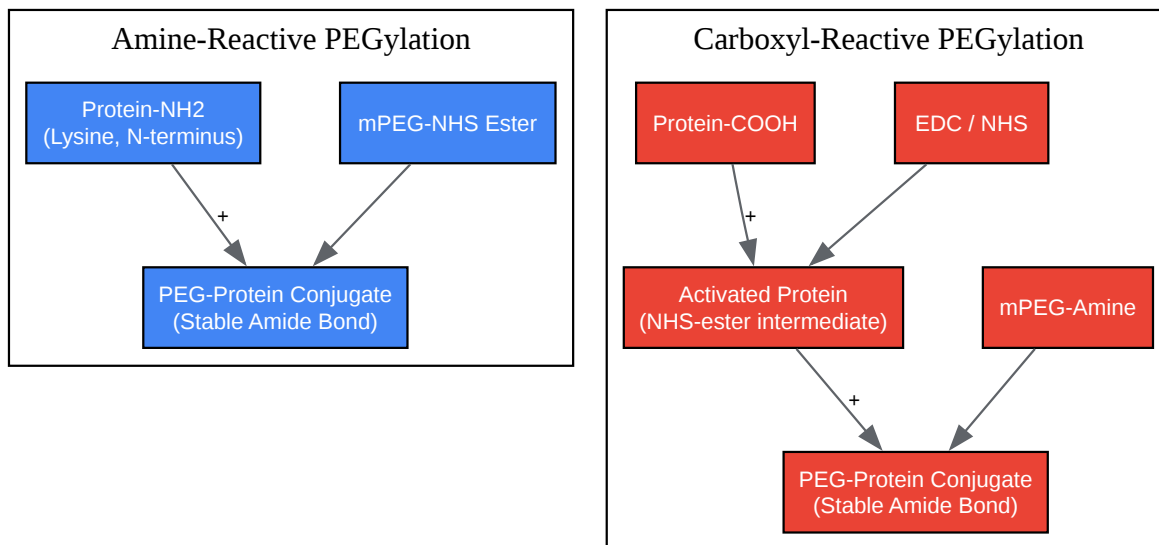 Amine-Reactive PEGylation
Protein-NH2
(Lysine, N-terminus)
mPEG-NHS Ester
+
PEG-Protein Conjugate
(Stable Amide Bond)
Carboxyl-Reactive PEGylation
Protein-COOH
EDC / NHS
+
Activated Protein
(NHS-ester intermediate)
mPEG-Amine
+
PEG-Protein Conjugate
(Stable Amide Bond)